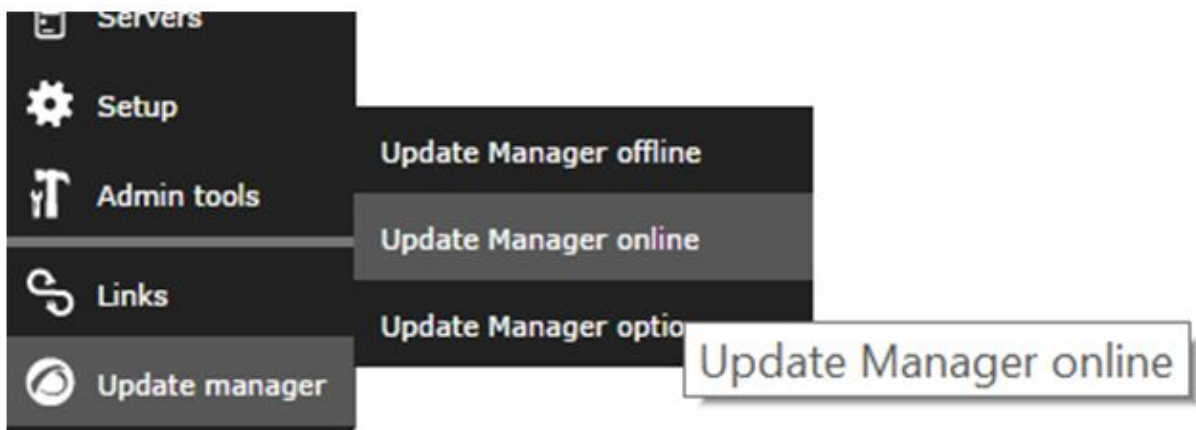 Servers
Setup
Admin tools
Links
Update manager
Update Manager offline
Update Manager online
Update Manager optio
Update Manager online